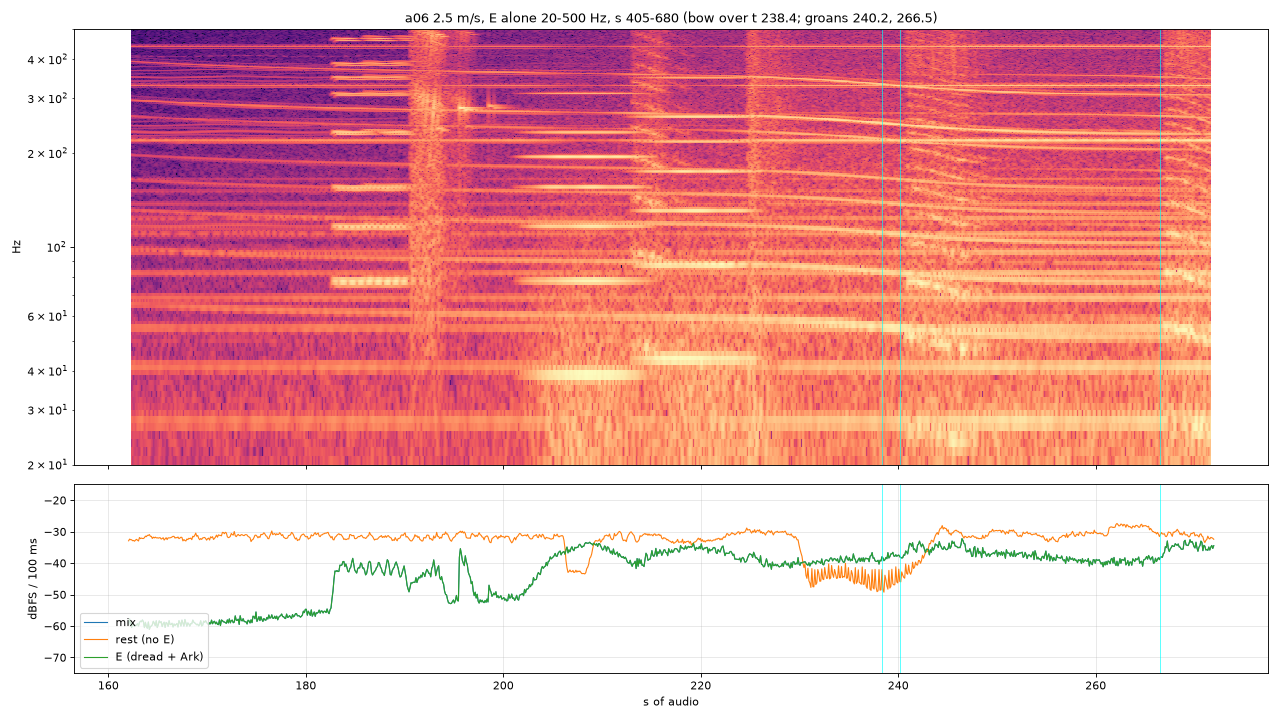 a06 2.5 m/s, E alone 20-500 Hz, s 405-680 (bow over t 238.4; groans 240.2, 266.5)
Hz
4 × 10²
3 × 10²
2 × 10²
10²
6 × 10¹
4 × 10¹
3 × 10¹
2 × 10¹
dBFS / 100 ms
−20
−30
−40
−50
−60
−70
mix
rest (no E)
E (dread + Ark)
160 180 200 220 240 260
s of audio